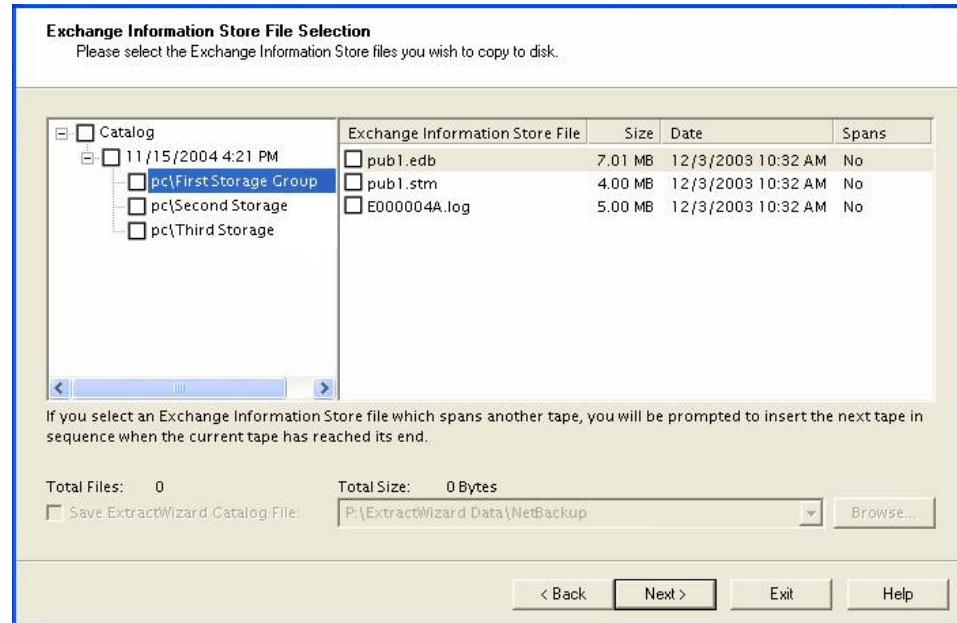 Exchange Information Store File Selection
Please select the Exchange Information Store files you wish to copy to disk.
Catalog
11/15/2004 4:21 PM
pc\First Storage Group
pc\Second Storage
pc\Third Storage
Exchange Information Store File Size Date Spans
pub1.edb 7.01 MB 12/3/2003 10:32 AM No
pub1.stm 4.00 MB 12/3/2003 10:32 AM No
E000004A.log 5.00 MB 12/3/2003 10:32 AM No
If you select an Exchange Information Store file which spans another tape, you will be prompted to insert the next tape in
sequence when the current tape has reached its end.
Total Files: 0 Total Size: 0 Bytes
Save ExtractWizard Catalog File: P:\ExtractWizard Data\NetBackup Browse...
< Back Next > Exit Help